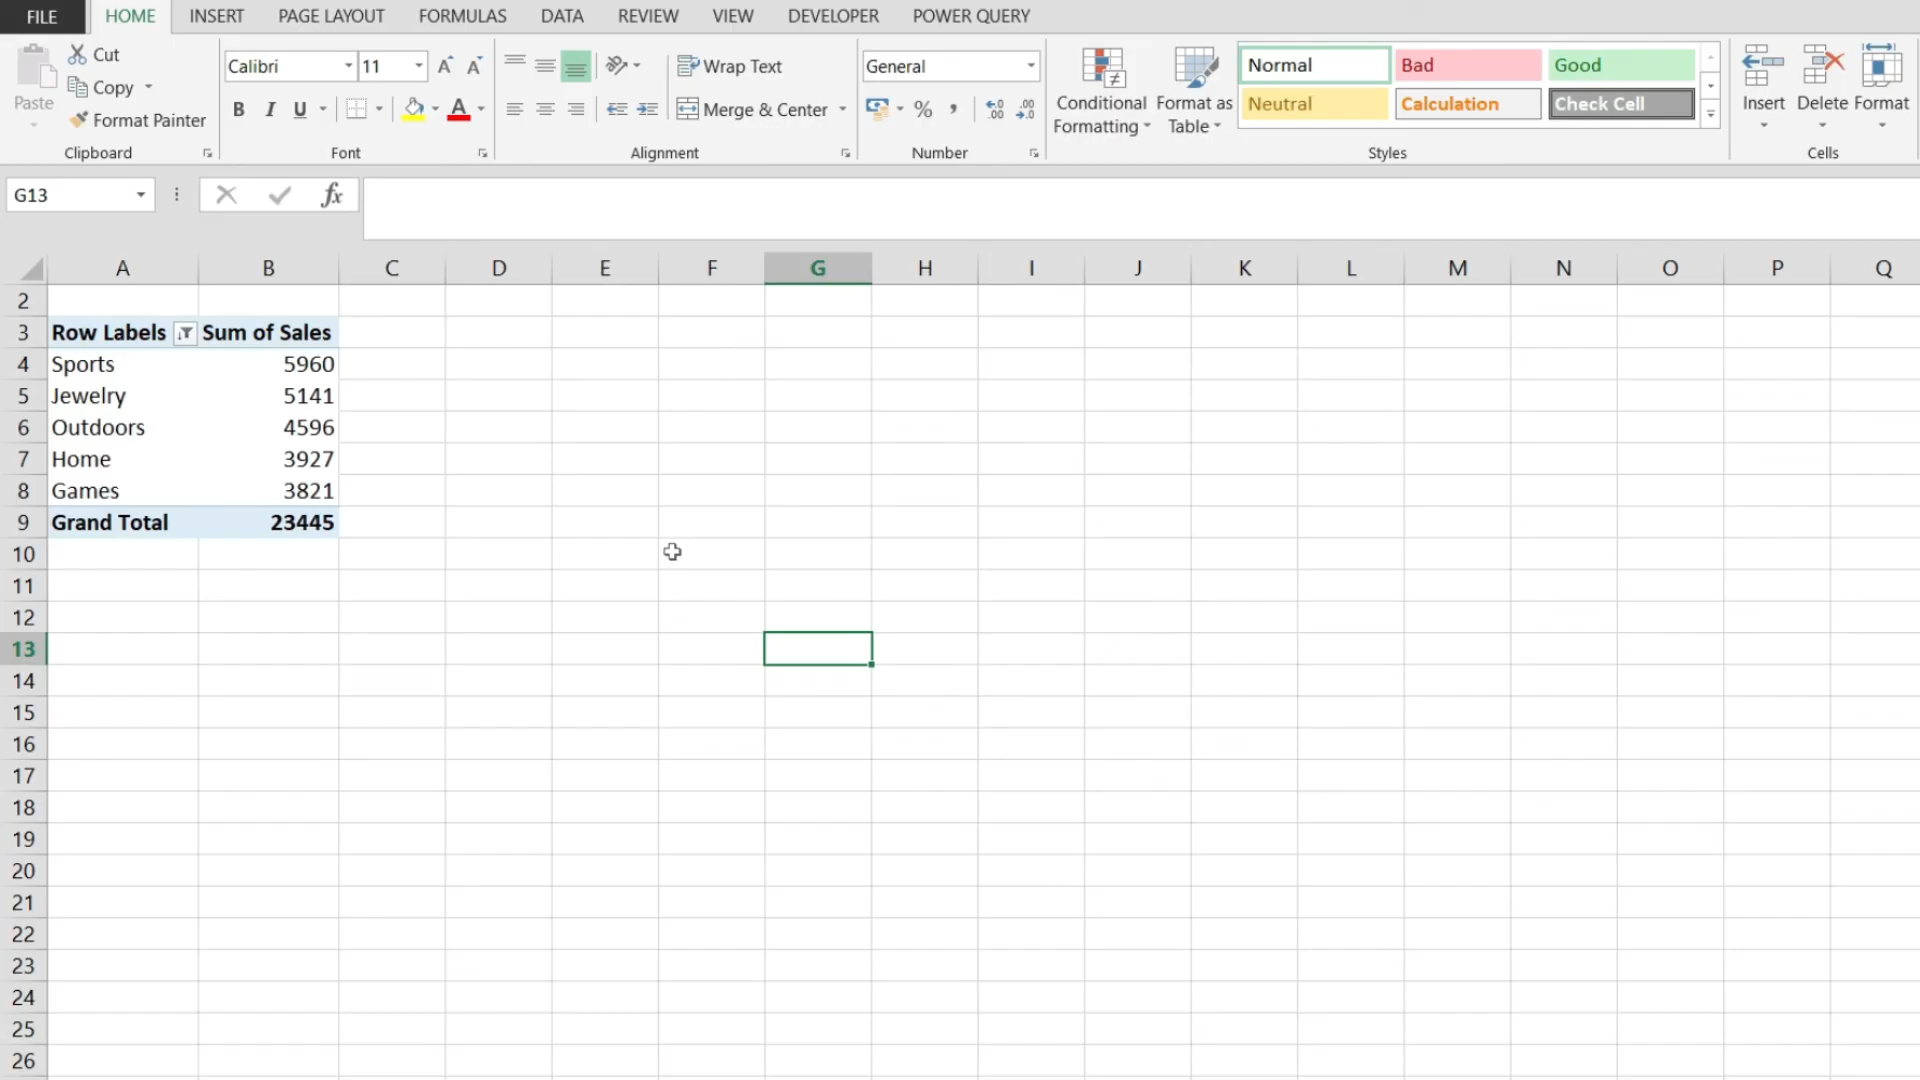 FILE HOME INSERT PAGE LAYOUT FORMULAS DATA REVIEW VIEW DEVELOPER POWER QUERY
Paste
Cut
Copy
Format Painter
Clipboard
Calibri 11
B I U A
Font
Wrap Text
Merge & Center
Alignment
General
%
Number
Conditional Formatting
Format as Table
Normal Bad Good
Neutral Calculation Check Cell
Styles
Insert Delete Format
Cells
G13 fx
A B C D E F G H I J K L M N O P Q
2
3 Row Labels Sum of Sales
4 Sports 5960
5 Jewelry 5141
6 Outdoors 4596
7 Home 3927
8 Games 3821
9 Grand Total 23445
10
11
12
13
14
15
16
17
18
19
20
21
22
23
24
25
26